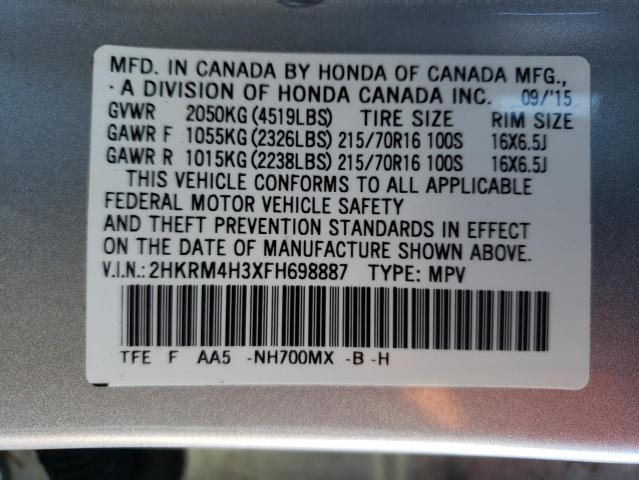 MFD. IN CANADA BY HONDA OF CANADA MFG.,
A DIVISION OF HONDA CANADA INC. 09/'15
GVWR 2050KG (4519LBS) TIRE SIZE RIM SIZE
GAWR F 1055KG (2326LBS) 215/70R16 100S 16X6.5J
GAWR R 1015KG (2238LBS) 215/70R16 100S 16X6.5J
THIS VEHICLE CONFORMS TO ALL APPLICABLE
FEDERAL MOTOR VEHICLE SAFETY
AND THEFT PREVENTION STANDARDS IN EFFECT
ON THE DATE OF MANUFACTURE SHOWN ABOVE.
V.I.N.: 2HKRM4H3XFH698887 TYPE: MPV
TFE F AA5 -NH700MX -B -H